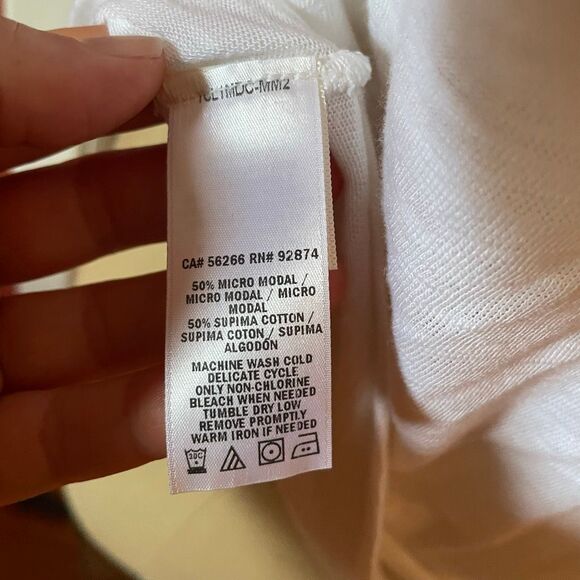 CA# 56266 RN# 92874
50% MICRO MODAL /
MICRO MODAL / MICRO
MODAL
50% SUPIMA COTTON /
SUPIMA COTON / SUPIMA
ALGODÓN
MACHINE WASH COLD
DELICATE CYCLE
ONLY NON-CHLORINE
BLEACH WHEN NEEDED
TUMBLE DRY LOW
REMOVE PROMPTLY
WARM IRON IF NEEDED
30C